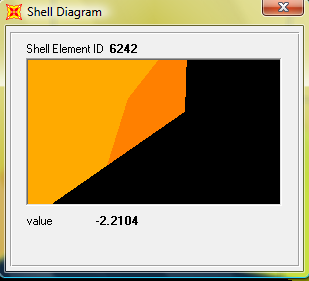 Shell Diagram
Shell Element ID 6242
value -2.2104